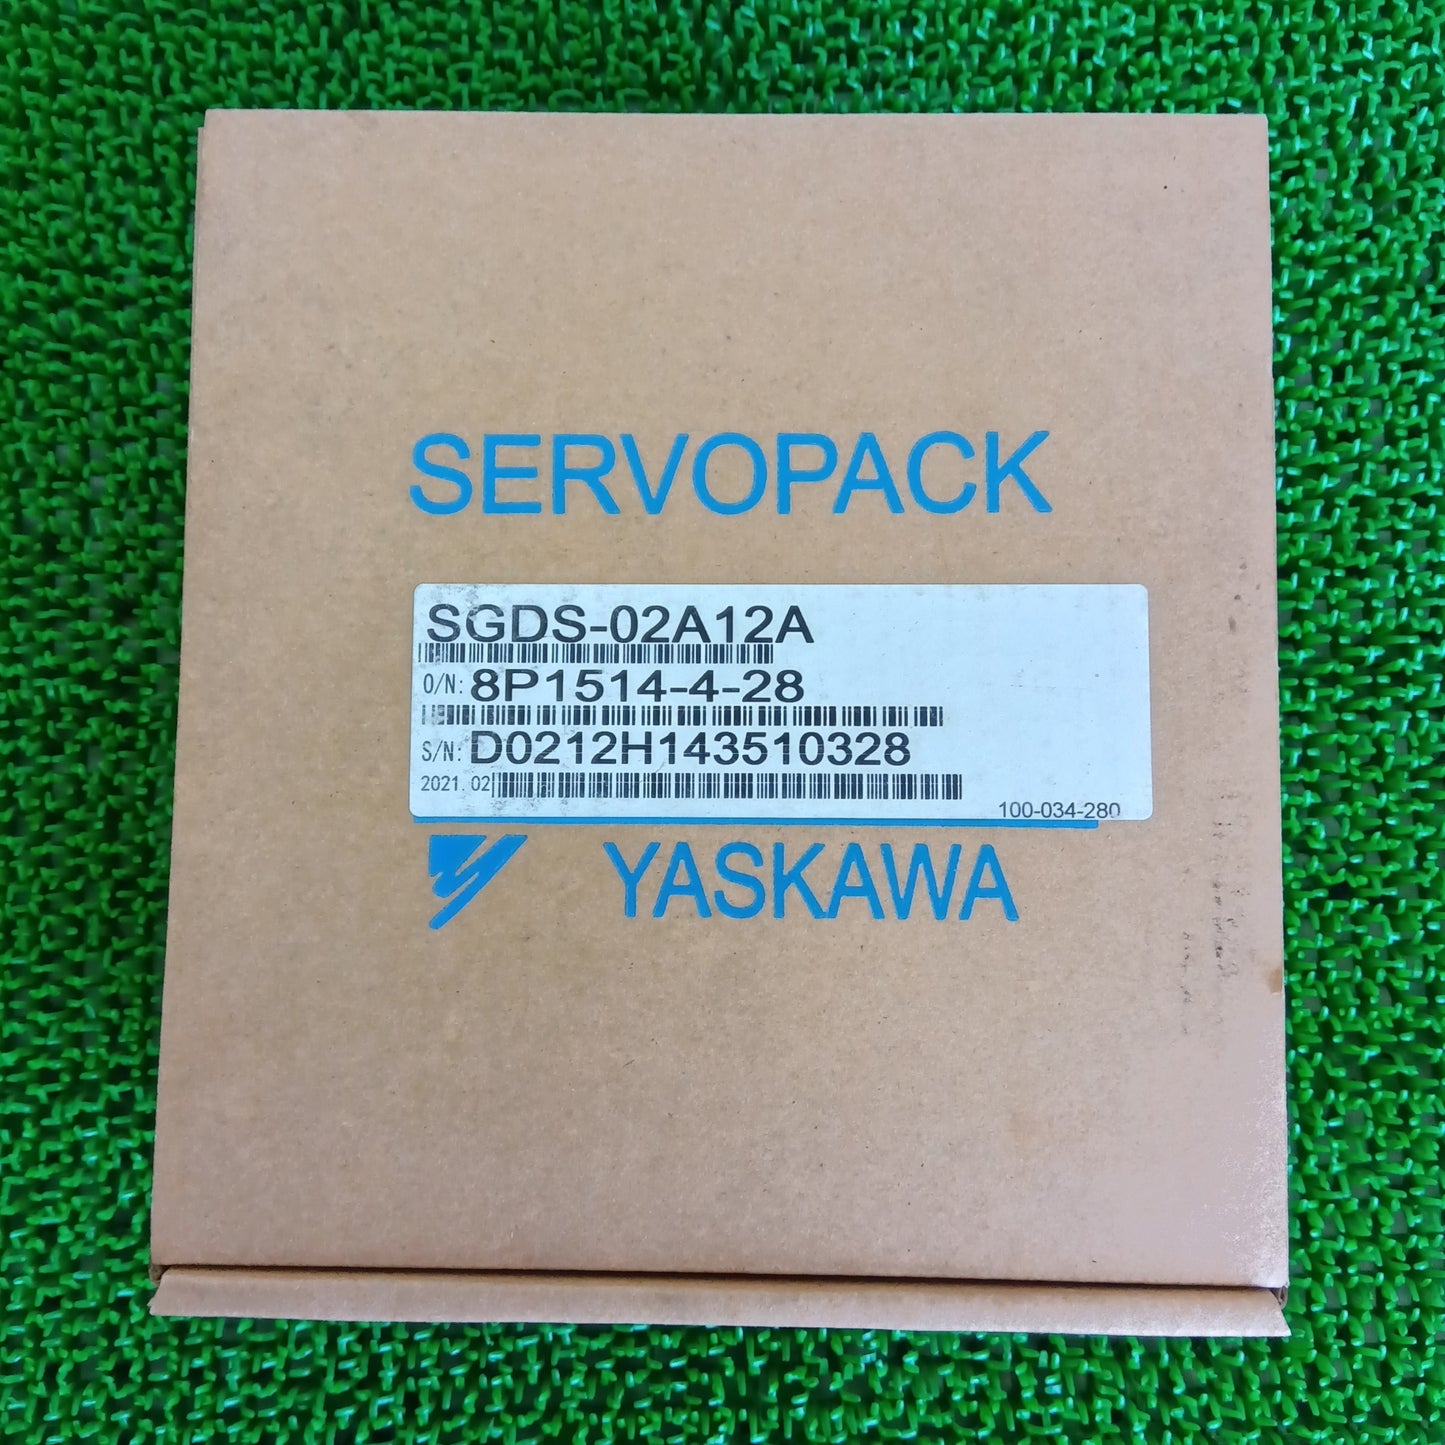 SERVOPACK
SGDS-02A12A
O/N: 8P1514-4-28
S/N: D0212H143510328
2021.02
100-034-280
YASKAWA